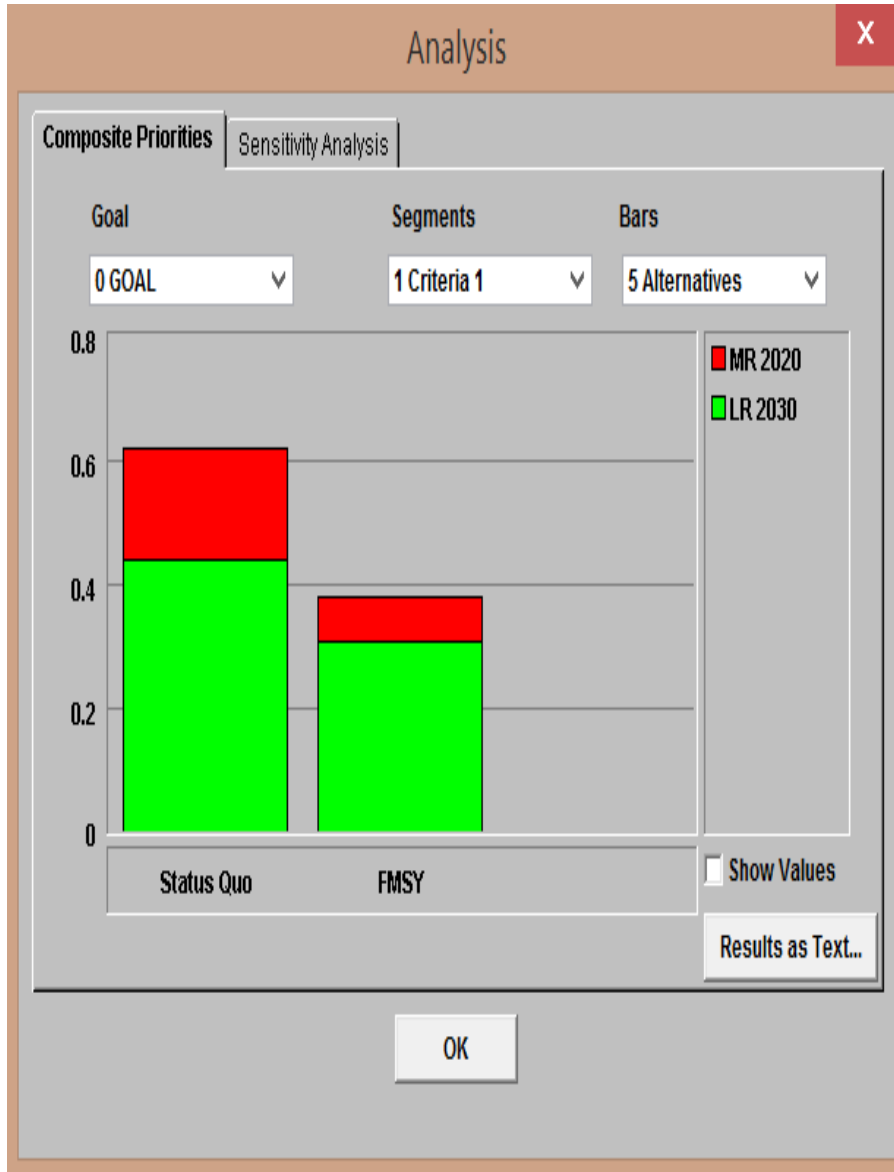 Analysis
X
Composite Priorities
Sensitivity Analysis
Goal
Segments
Bars
0 GOAL
1 Criteria 1
5 Alternatives
0.8
0.6
0.4
0.2
0
MR 2020
LR 2030
Status Quo
FMSY
Show Values
Results as Text...
OK